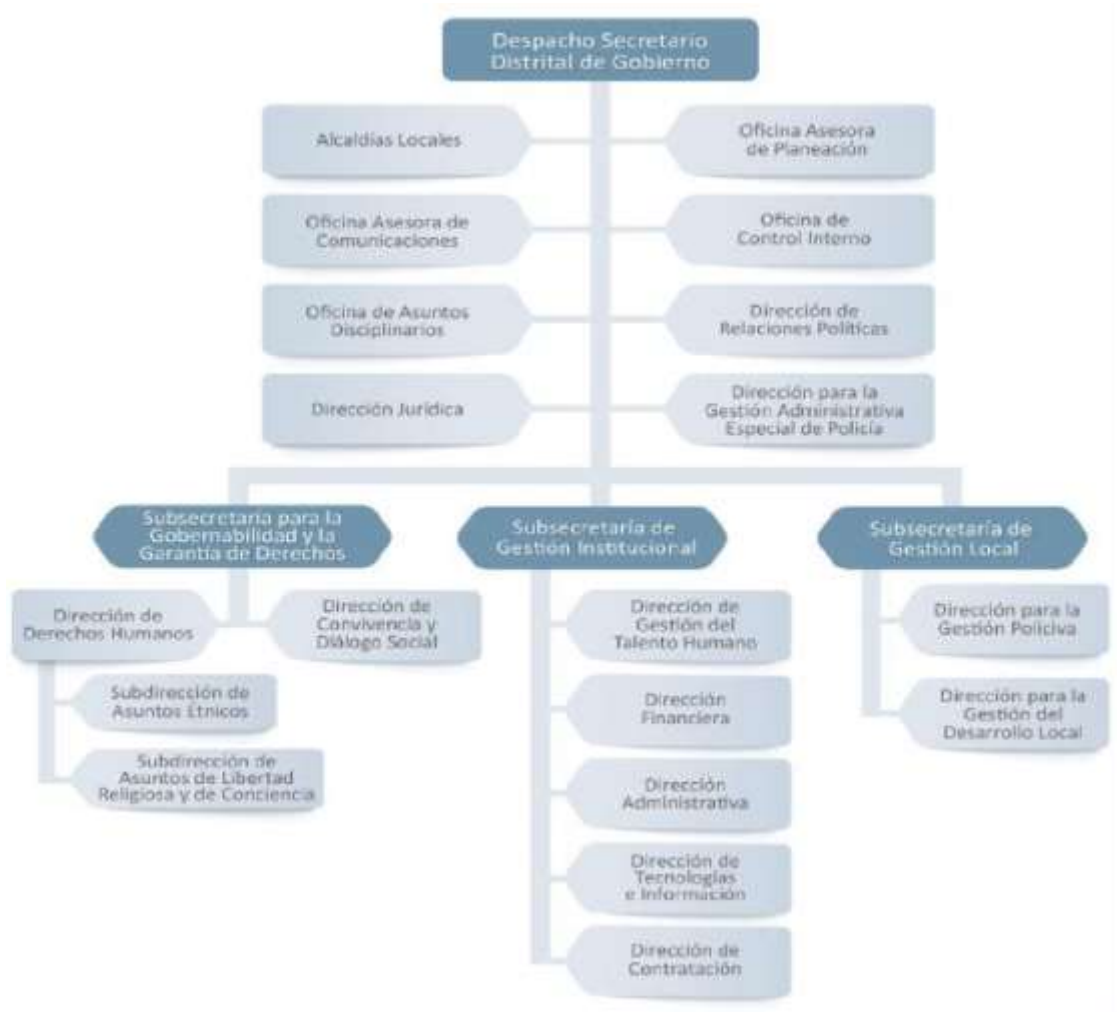 Despacho Secretario
Distrital de Gobierno
Alcaldías Locales
Oficina Asesora
de Planeación
Oficina Asesora de
Comunicaciones
Oficina de
Control Interno
Oficina de Asuntos
Disciplinarios
Dirección de
Relaciones Políticas
Dirección Jurídica
Dirección para la
Gestión Administrativa
Especial de Policía
Subsecretaría para la
Gobernabilidad y la
Garantía de Derechos
Subsecretaría de
Gestión Institucional
Subsecretaría de
Gestión Local
Dirección de
Derechos Humanos
Dirección de
Convivencia y
Diálogo Social
Subdirección de
Asuntos Étnicos
Subdirección de
Asuntos de Libertad
Religiosa y de Conciencia
Dirección de
Gestión del
Talento Humano
Dirección
Financiera
Dirección
Administrativa
Dirección de
Tecnologías
e Información
Dirección de
Contratación
Dirección para la
Gestión Policiva
Dirección para la
Gestión del
Desarrollo Local